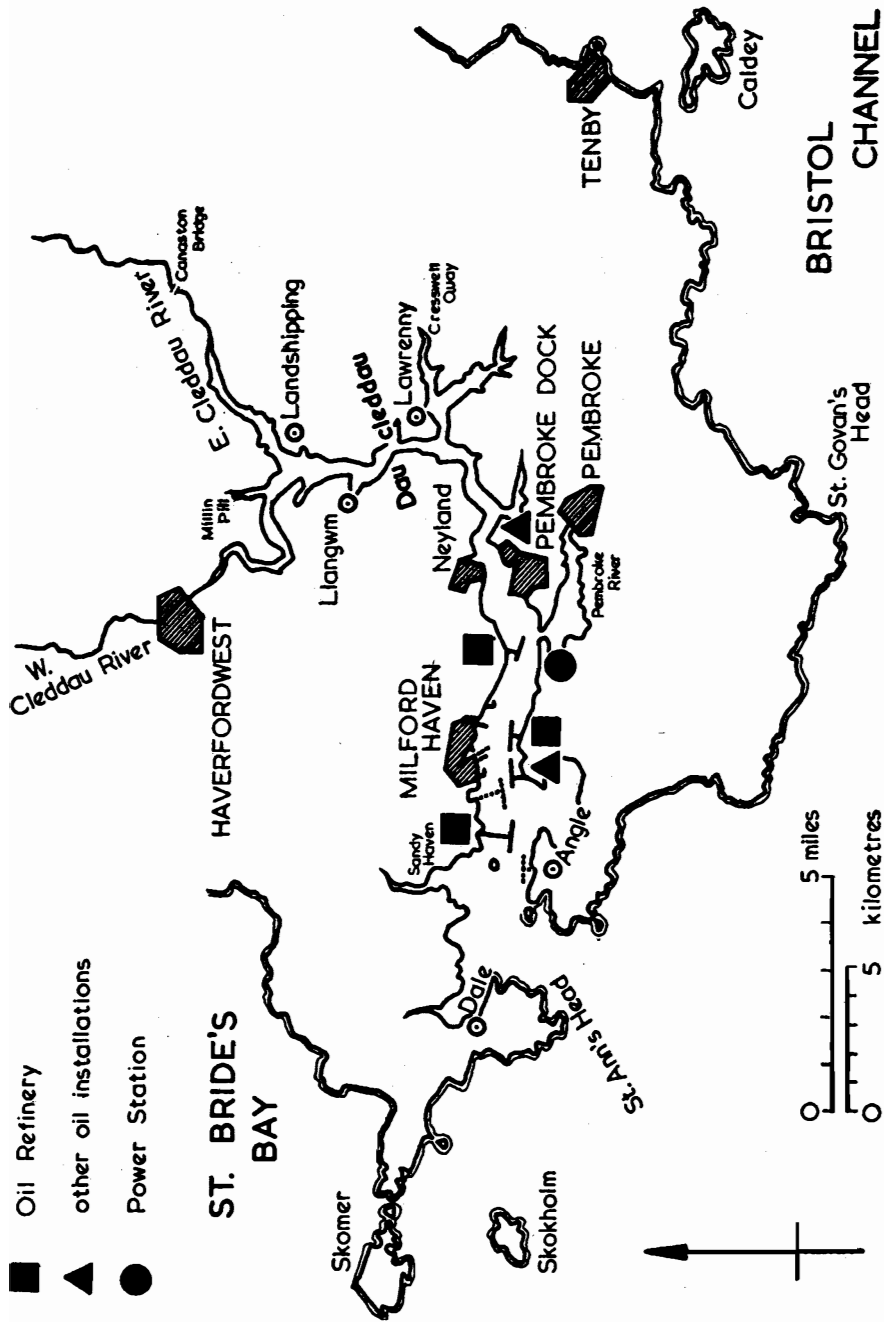 Oil Refinery
other oil installations
Power Station
ST. BRIDE'S
BAY
Skomer
Skokholm
Dale
St. Ann's Head
W.
Cleddau River
HAVERFORDWEST
Millin
Pill
E. Cleddau River
Canaston
Bridge
Landshipping
Llangwm
Dau Cleddau
Lawrenny
Cresswell
Quay
Neyland
MILFORD
HAVEN
Sandy
Haven
Angle
PEMBROKE DOCK
PEMBROKE
Pembroke
River
TENBY
Caldey
St. Govan's
Head
BRISTOL
CHANNEL
0 5 miles
0 5 kilometres